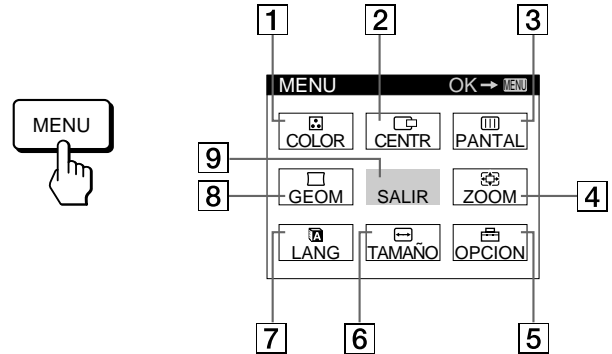 1 2 3
MENU OK → MENU
MENU
COLOR CENTR PANTAL
9
8 GEOM SALIR ZOOM 4
LANG TAMAÑO OPCION
7 6 5